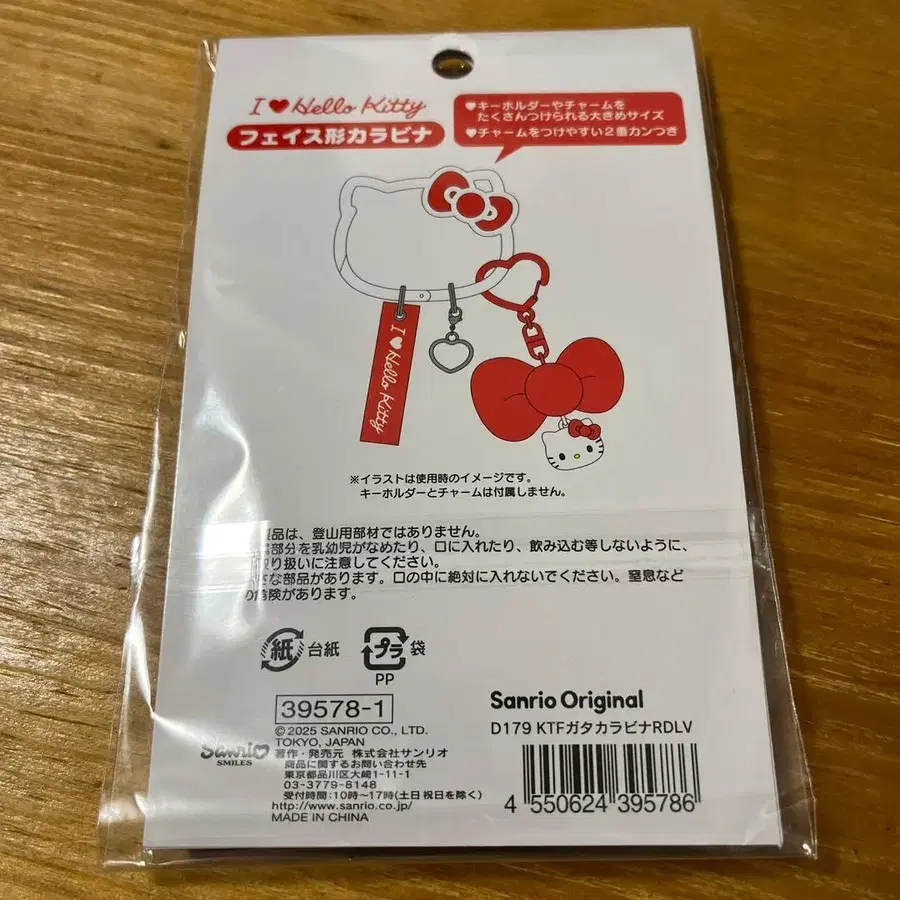 I♥Hello Kitty
フェイス形カラビナ
♥キーホルダーやチャームを
たくさんつけられる大きめサイズ
♥チャームをつけやすい2重カンつき
I♥Hello Kitty
※イラストは使用時のイメージです。
キーホルダーとチャームは付属しません。
製品は、登山用部材ではありません。
部分を乳幼児がなめたり、口に入れたり、飲み込む等しないように、
取り扱いに注意してください。
な部品があります。口の中に絶対に入れないでください。窒息など
の危険があります。
紙 台紙
プラ 袋
PP
39578-1
Sanrio
SMILES
©2025 SANRIO CO., LTD.
TOKYO, JAPAN
著作・発売元 株式会社サンリオ
商品に関するお問い合わせ先
東京都品川区大崎1-11-1
03-3779-8148
受付時間:10時~17時(土日祝日を除く)
http://www.sanrio.co.jp/
MADE IN CHINA
Sanrio Original
D179 KTFガタカラビナRDLV
4 550624 395786